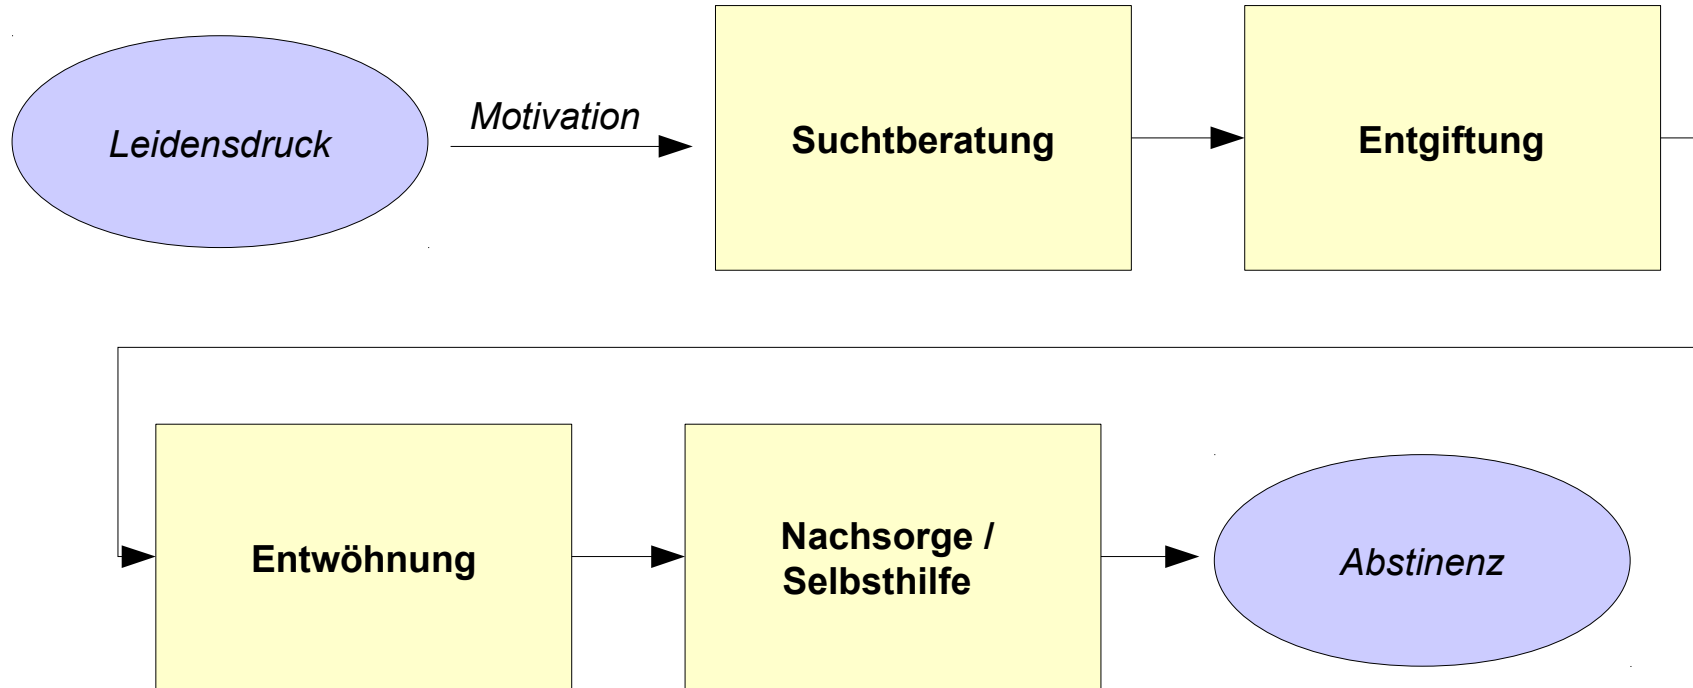 Leidensdruck
Motivation
Suchtberatung
Entgiftung
Entwöhnung
Nachsorge /
Selbsthilfe
Abstinenz